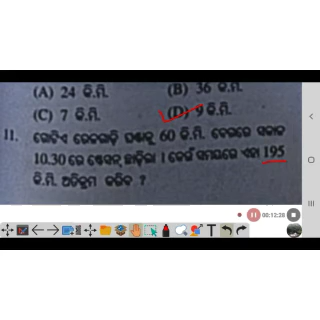 (A) 24 କି.ମି. (B) 36 କି.ମି.
(C) 7 କି.ମି. (D) 9 କି.ମି.
11. ଗୋଟିଏ ରେଳଗାଡ଼ି ଘଣ୍ଟାକୁ 60 କି.ମି. ବେଗରେ ସକାଳ
10.30 ରେ ଷ୍ଟେସନ୍ ଛାଡ଼ିଲା । କେଉଁ ସମୟରେ ଏହା 195
କି.ମି. ଅତିକ୍ରମ କରିବ ?
00:12:28
T